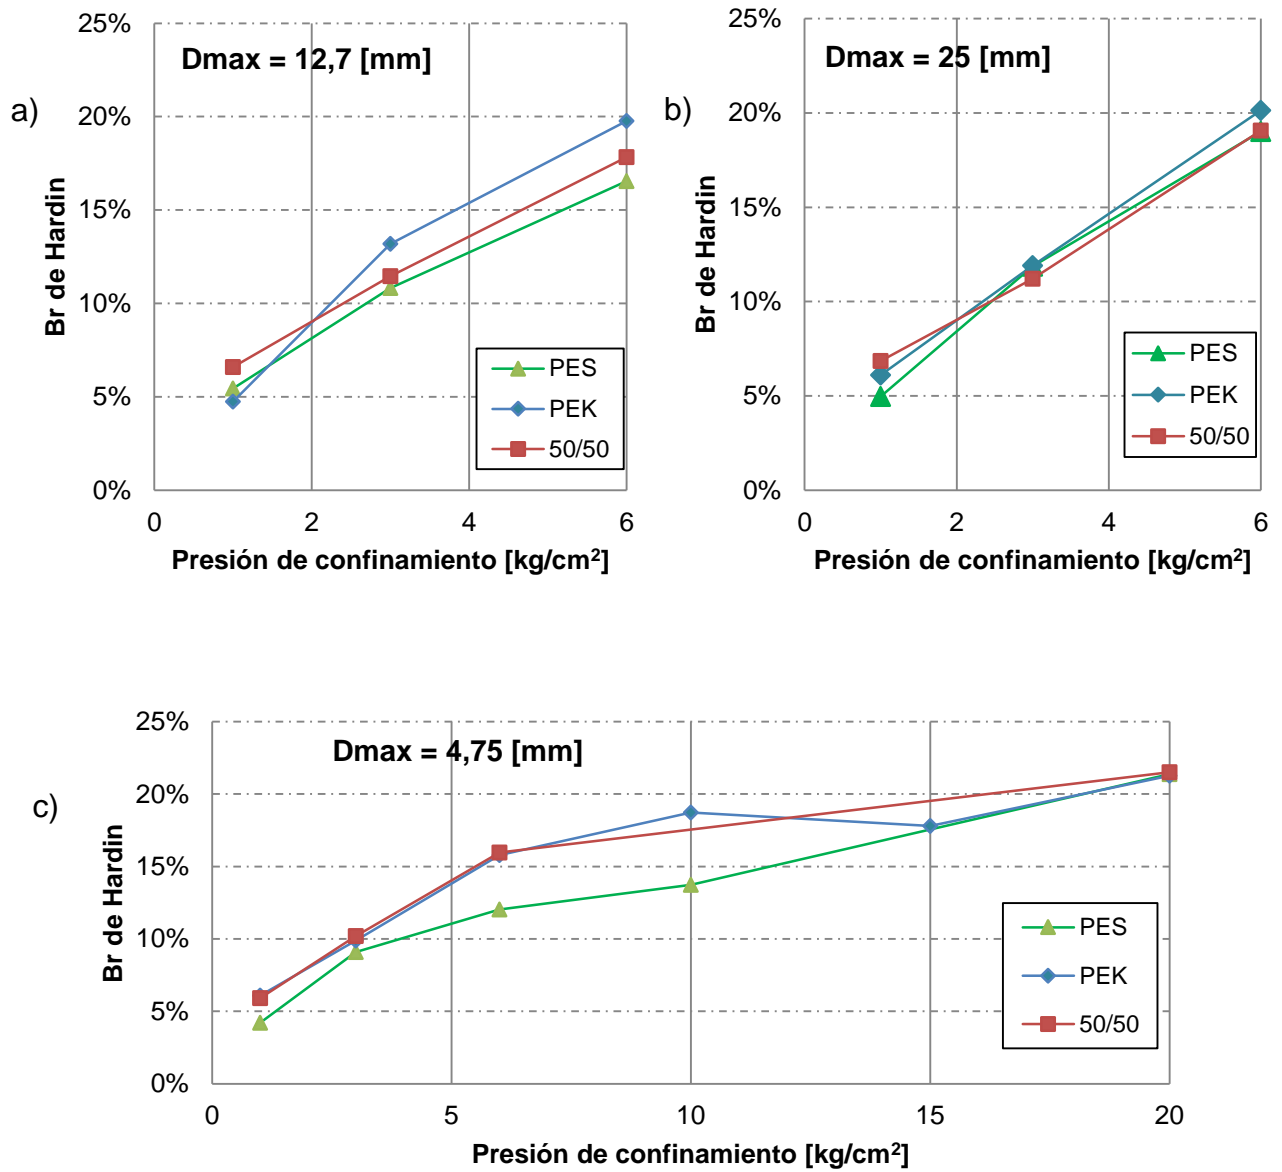 a)
Dmax = 12,7 [mm]
Br de Hardin
25%
20%
15%
10%
5%
0%
0 2 4 6
Presión de confinamiento [kg/cm²]
PES
PEK
50/50
b)
Dmax = 25 [mm]
Br de Hardin
25%
20%
15%
10%
5%
0%
0 2 4 6
Presión de confinamiento [kg/cm²]
PES
PEK
50/50
c)
Dmax = 4,75 [mm]
Br de Hardin
25%
20%
15%
10%
5%
0%
0 5 10 15 20
Presión de confinamiento [kg/cm²]
PES
PEK
50/50